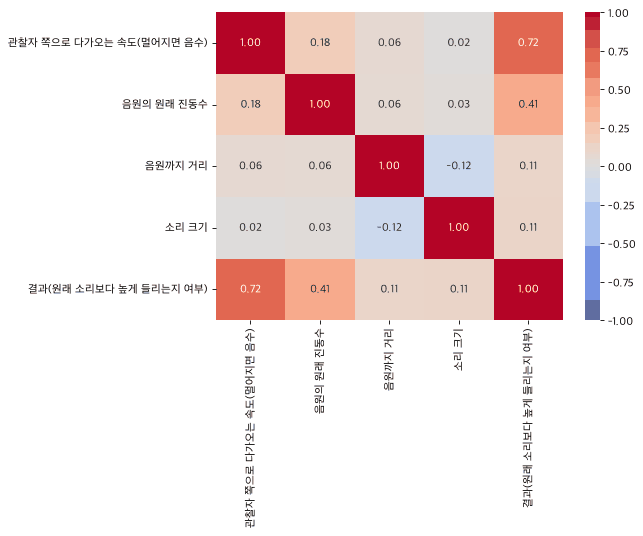 관찰자 쪽으로 다가오는 속도(멀어지면 음수)
1.00 0.18 0.06 0.02 0.72
음원의 원래 진동수
0.18 1.00 0.06 0.03 0.41
음원까지 거리
0.06 0.06 1.00 -0.12 0.11
소리 크기
0.02 0.03 -0.12 1.00 0.11
결과(원래 소리보다 높게 들리는지 여부)
0.72 0.41 0.11 0.11 1.00
관찰자 쪽으로 다가오는 속도(멀어지면 음수)
음원의 원래 진동수
음원까지 거리
소리 크기
결과(원래 소리보다 높게 들리는지 여부)
1.00
0.75
0.50
0.25
0.00
-0.25
-0.50
-0.75
-1.00